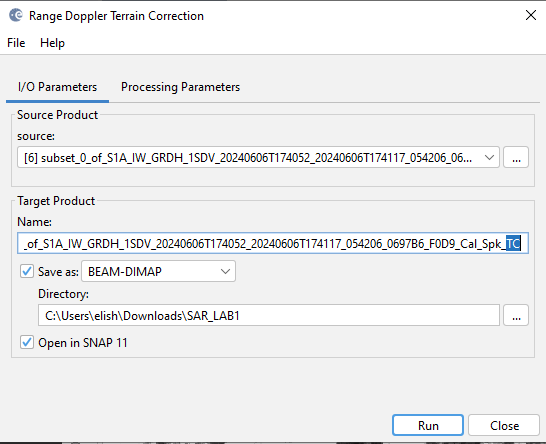 Range Doppler Terrain Correction
File Help
I/O Parameters Processing Parameters
Source Product
source:
[6] subset_0_of_S1A_IW_GRDH_1SDV_20240606T174052_20240606T174117_054206_06...
...
Target Product
Name:
_of_S1A_IW_GRDH_1SDV_20240606T174052_20240606T174117_054206_0697B6_F0D9_Cal_Spk_TC
Save as: BEAM-DIMAP
Directory:
C:\Users\elish\Downloads\SAR_LAB1
...
Open in SNAP 11
Run Close